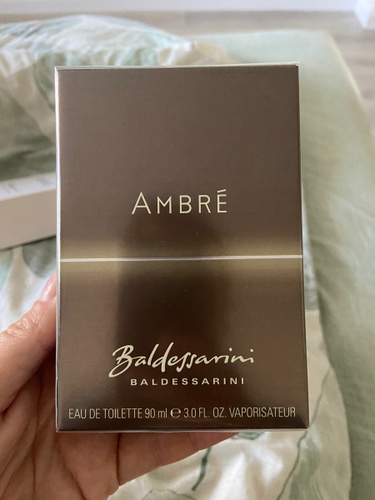 AMBRÉ
Baldessarini
BALDESSARINI
EAU DE TOILETTE 90 ml ℮ 3.0 FL. OZ. VAPORISATEUR